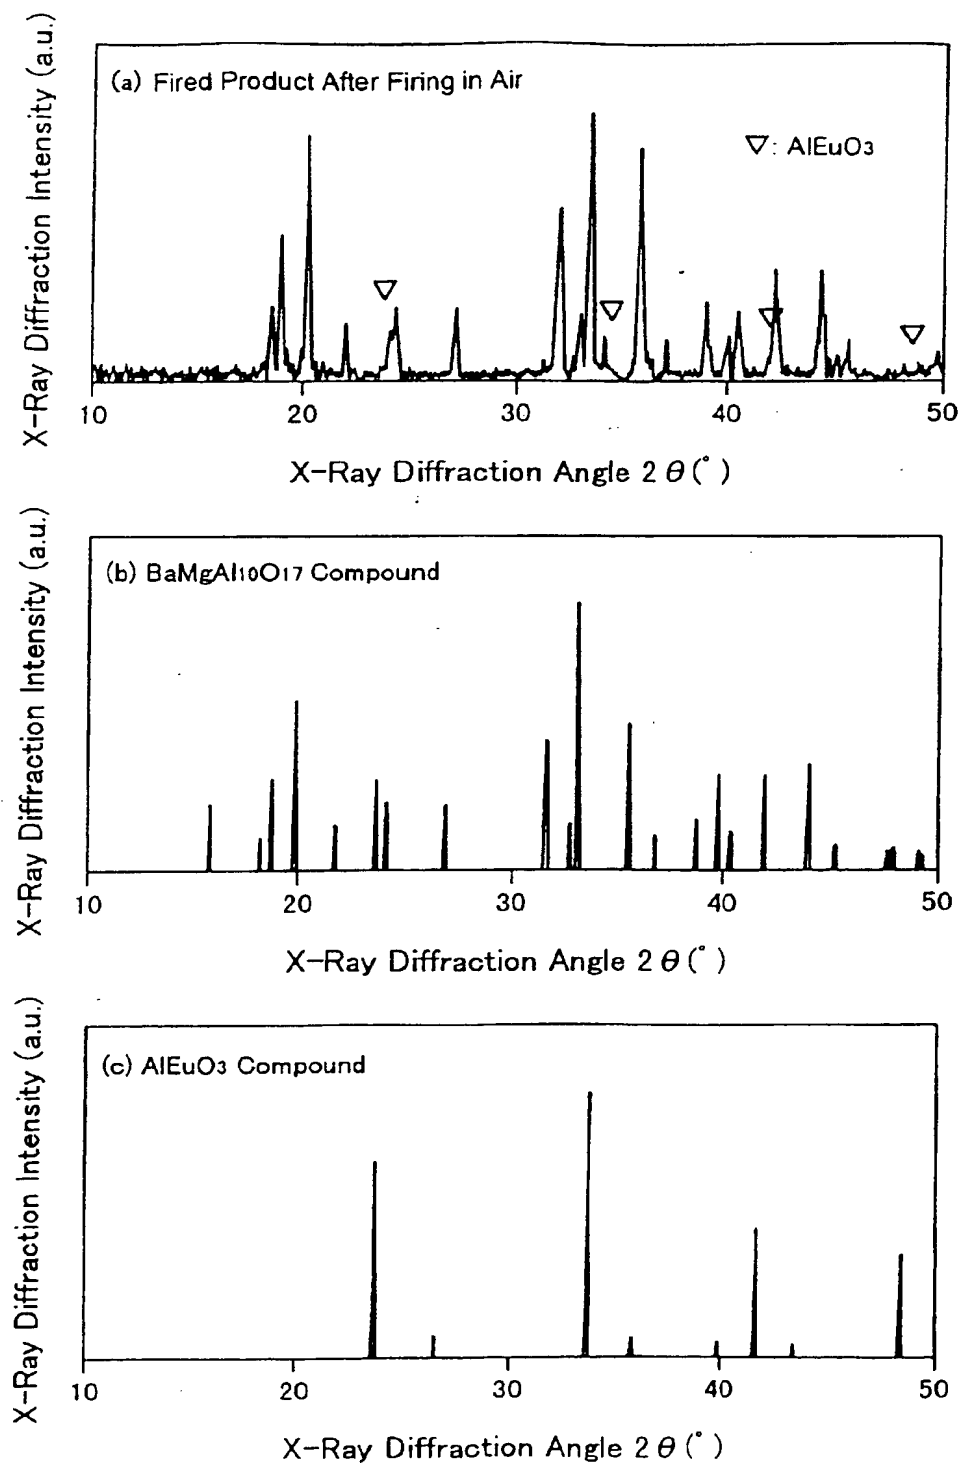 X-Ray Diffraction Intensity (a.u.)
(a) Fired Product After Firing in Air
▽: AlEuO3
10 20 30 40 50
X-Ray Diffraction Angle 2θ(°)
X-Ray Diffraction Intensity (a.u.)
(b) BaMgAl10O17 Compound
10 20 30 40 50
X-Ray Diffraction Angle 2θ(°)
X-Ray Diffraction Intensity (a.u.)
(c) AlEuO3 Compound
10 20 30 40 50
X-Ray Diffraction Angle 2θ(°)